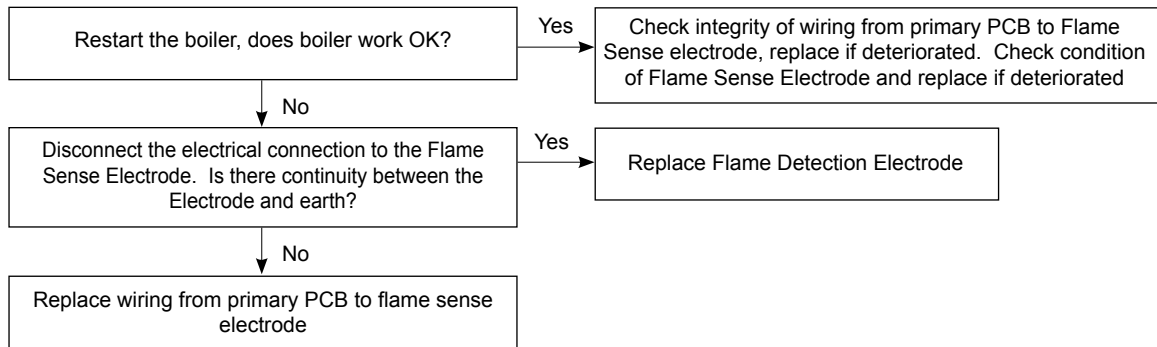 Restart the boiler, does boiler work OK?
Yes
Check integrity of wiring from primary PCB to Flame
Sense electrode, replace if deteriorated.  Check condition
of Flame Sense Electrode and replace if deteriorated
No
Disconnect the electrical connection to the Flame
Sense Electrode.  Is there continuity between the
Electrode and earth?
Yes
Replace Flame Detection Electrode
No
Replace wiring from primary PCB to flame sense
electrode